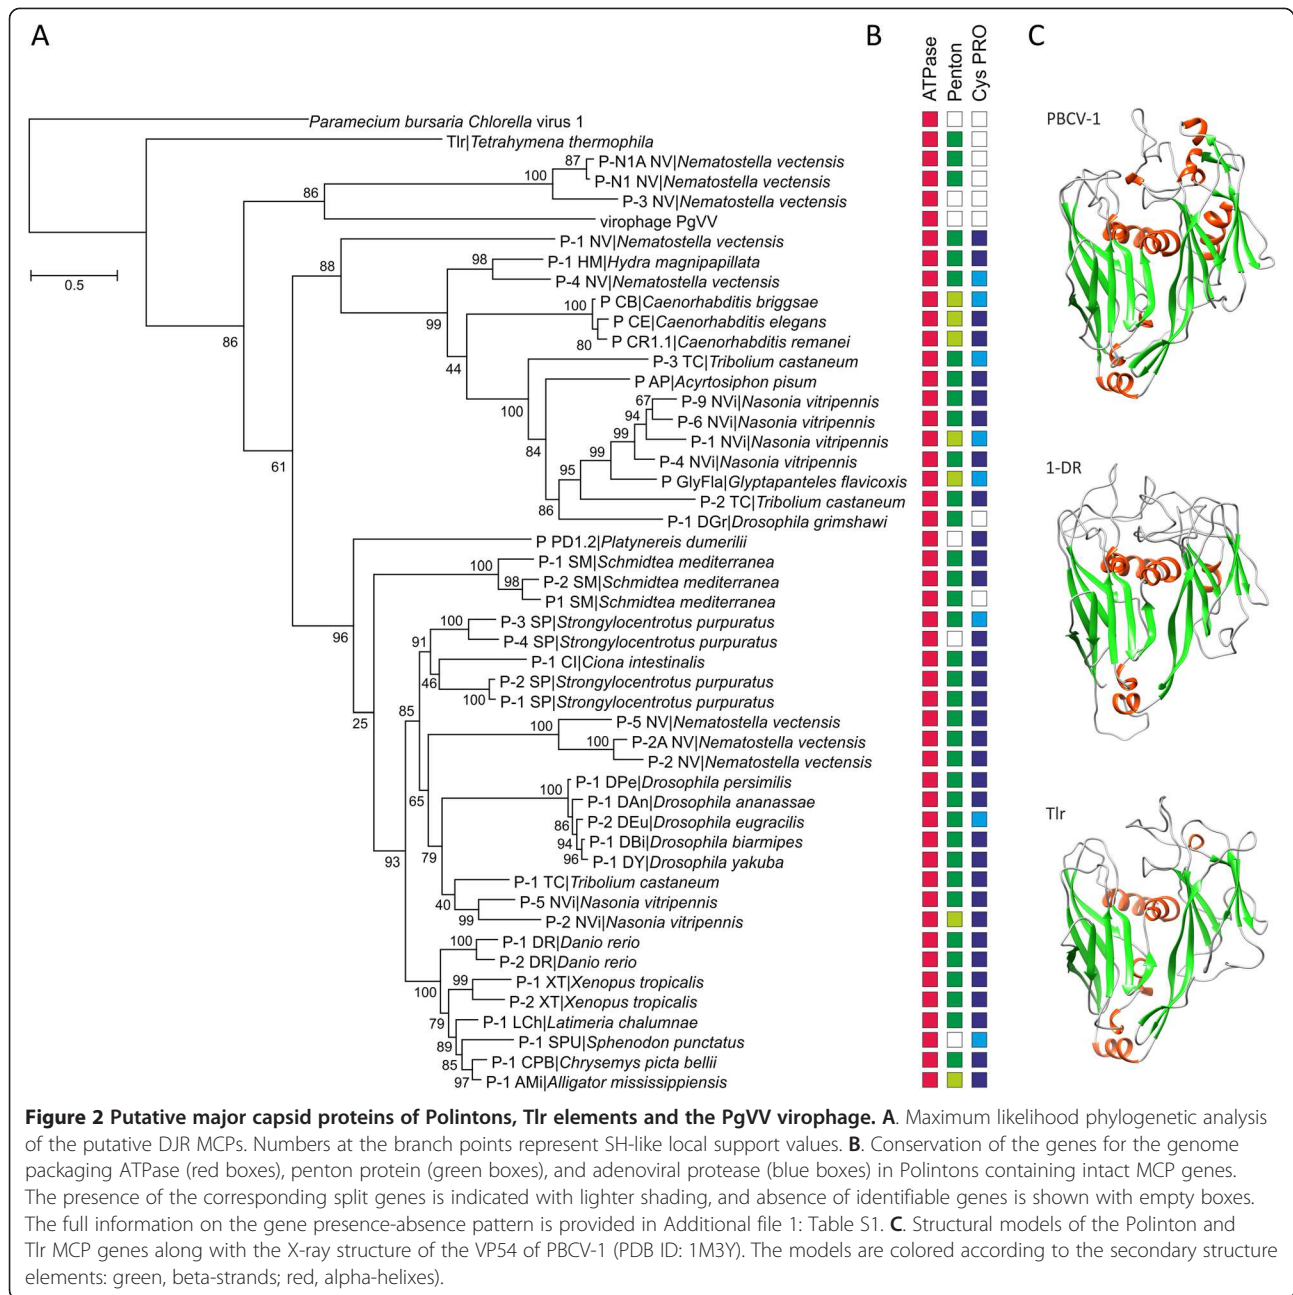 A
B
C
ATPase
Penton
Cys PRO
Paramecium bursaria Chlorella virus 1
Tlr|Tetrahymena thermophila
87
P-N1A NV|Nematostella vectensis
100
P-N1 NV|Nematostella vectensis
86
P-3 NV|Nematostella vectensis
virophage PgVV
P-1 NV|Nematostella vectensis
88
98
P-1 HM|Hydra magnipapillata
P-4 NV|Nematostella vectensis
0.5
100
P CB|Caenorhabditis briggsae
99
P CE|Caenorhabditis elegans
86
80
P CR1.1|Caenorhabditis remanei
44
P-3 TC|Tribolium castaneum
100
P AP|Acyrtosiphon pisum
67
P-9 NVi|Nasonia vitripennis
94
P-6 NVi|Nasonia vitripennis
99
P-1 NVi|Nasonia vitripennis
84
99
P-4 NVi|Nasonia vitripennis
61
95
P GlyFla|Glyptapanteles flavicoxis
86
P-2 TC|Tribolium castaneum
P-1 DGr|Drosophila grimshawi
P PD1.2|Platynereis dumerilii
100
P-1 SM|Schmidtea mediterranea
98
P-2 SM|Schmidtea mediterranea
P1 SM|Schmidtea mediterranea
96
100
P-3 SP|Strongylocentrotus purpuratus
91
P-4 SP|Strongylocentrotus purpuratus
P-1 CI|Ciona intestinalis
46
P-2 SP|Strongylocentrotus purpuratus
100
P-1 SP|Strongylocentrotus purpuratus
85
25
100
P-5 NV|Nematostella vectensis
100
P-2A NV|Nematostella vectensis
P-2 NV|Nematostella vectensis
65
100
P-1 DPe|Drosophila persimilis
P-1 DAn|Drosophila ananassae
86
P-2 DEu|Drosophila eugracilis
94
P-1 DBi|Drosophila biarmipes
93
79
96
P-1 DY|Drosophila yakuba
P-1 TC|Tribolium castaneum
40
P-5 NVi|Nasonia vitripennis
99
P-2 NVi|Nasonia vitripennis
100
P-1 DR|Danio rerio
P-2 DR|Danio rerio
100
99
P-1 XT|Xenopus tropicalis
P-2 XT|Xenopus tropicalis
79
P-1 LCh|Latimeria chalumnae
89
P-1 SPU|Sphenodon punctatus
85
P-1 CPB|Chrysemys picta bellii
97
P-1 AMi|Alligator mississippiensis
PBCV-1
1-DR
Tlr
Figure 2 Putative major capsid proteins of Polintons, Tlr elements and the PgVV virophage. A. Maximum likelihood phylogenetic analysis
of the putative DJR MCPs. Numbers at the branch points represent SH-like local support values. B. Conservation of the genes for the genome
packaging ATPase (red boxes), penton protein (green boxes), and adenoviral protease (blue boxes) in Polintons containing intact MCP genes.
The presence of the corresponding split genes is indicated with lighter shading, and absence of identifiable genes is shown with empty boxes.
The full information on the gene presence-absence pattern is provided in Additional file 1: Table S1. C. Structural models of the Polinton and
Tlr MCP genes along with the X-ray structure of the VP54 of PBCV-1 (PDB ID: 1M3Y). The models are colored according to the secondary structure
elements: green, beta-strands; red, alpha-helixes).